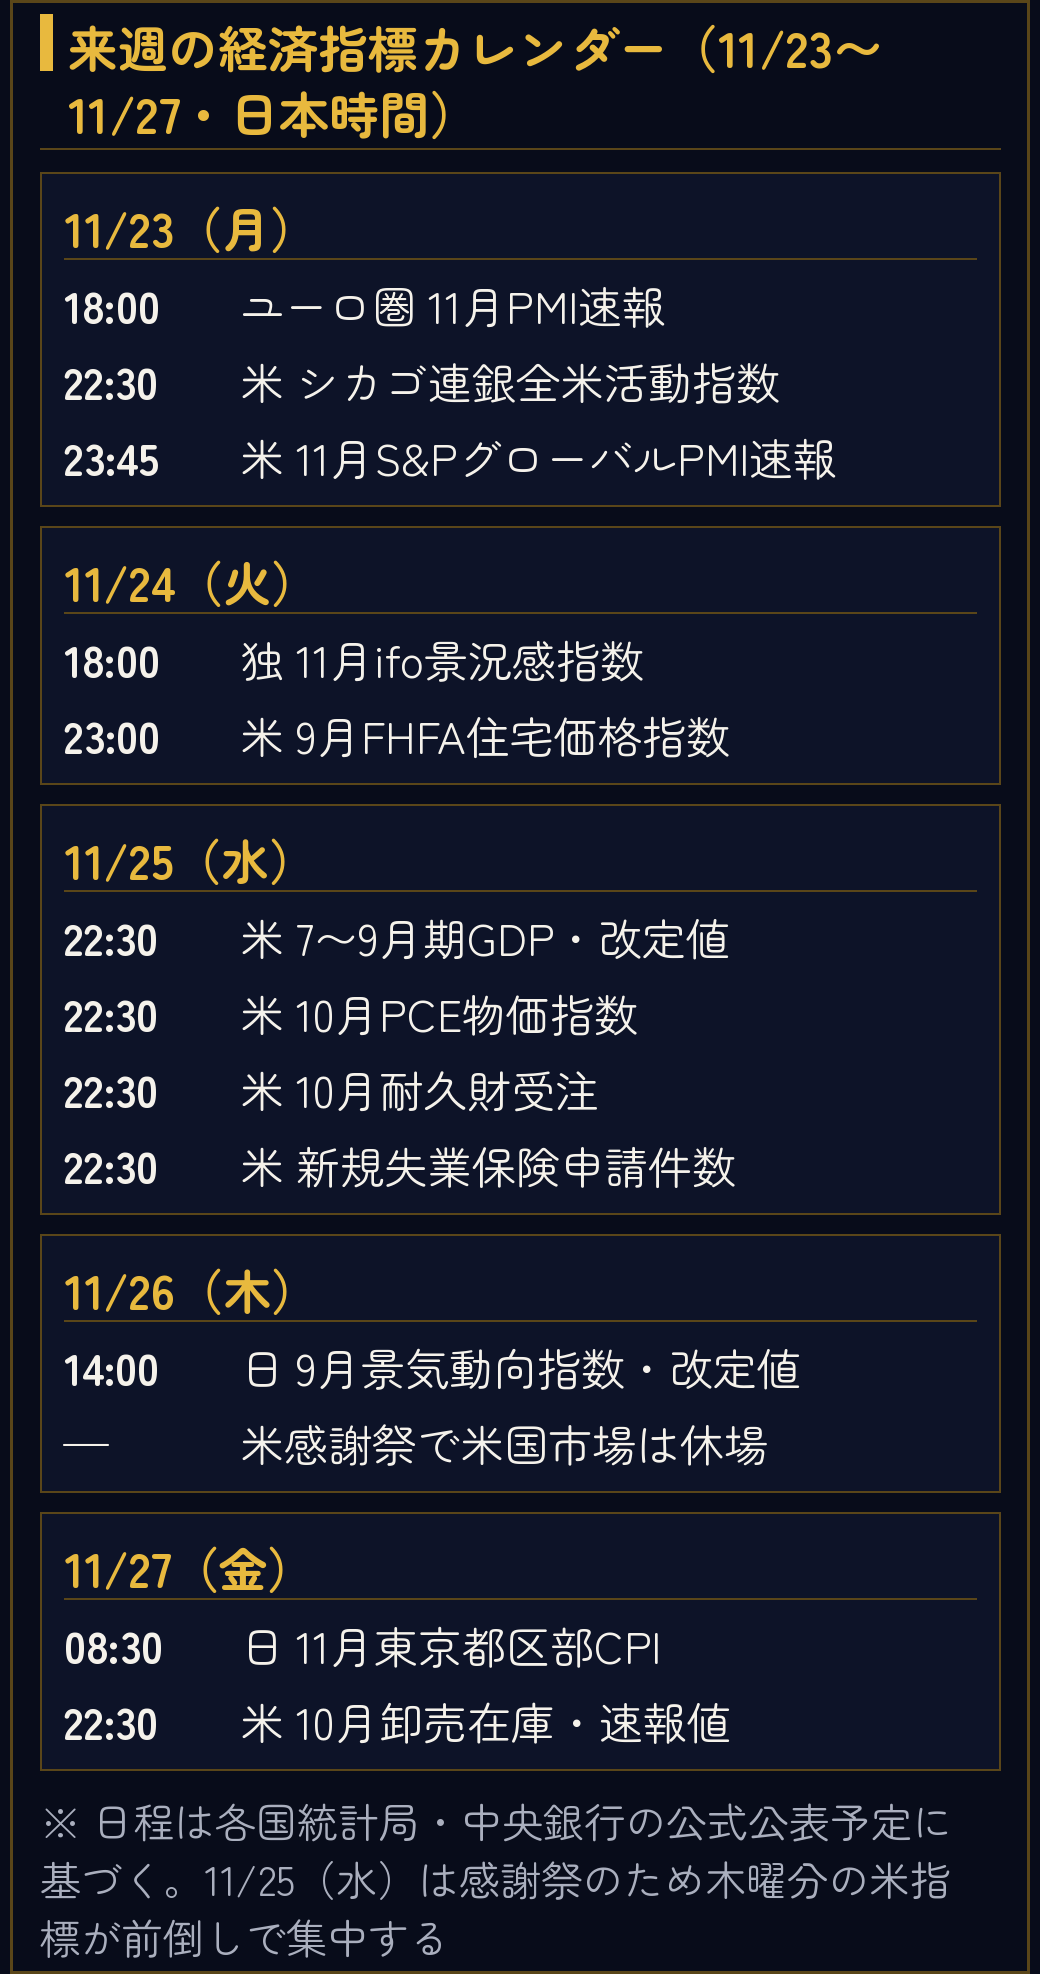 来週の経済指標カレンダー（11/23〜
11/27・日本時間）
11/23（月）
18:00 ユーロ圏 11月PMI速報
22:30 米 シカゴ連銀全米活動指数
23:45 米 11月S&PグローバルPMI速報
11/24（火）
18:00 独 11月ifo景況感指数
23:00 米 9月FHFA住宅価格指数
11/25（水）
22:30 米 7〜9月期GDP・改定値
22:30 米 10月PCE物価指数
22:30 米 10月耐久財受注
22:30 米 新規失業保険申請件数
11/26（木）
14:00 日 9月景気動向指数・改定値
— 米感謝祭で米国市場は休場
11/27（金）
08:30 日 11月東京都区部CPI
22:30 米 10月卸売在庫・速報値
※ 日程は各国統計局・中央銀行の公式公表予定に
基づく。11/25（水）は感謝祭のため木曜分の米指
標が前倒しで集中する